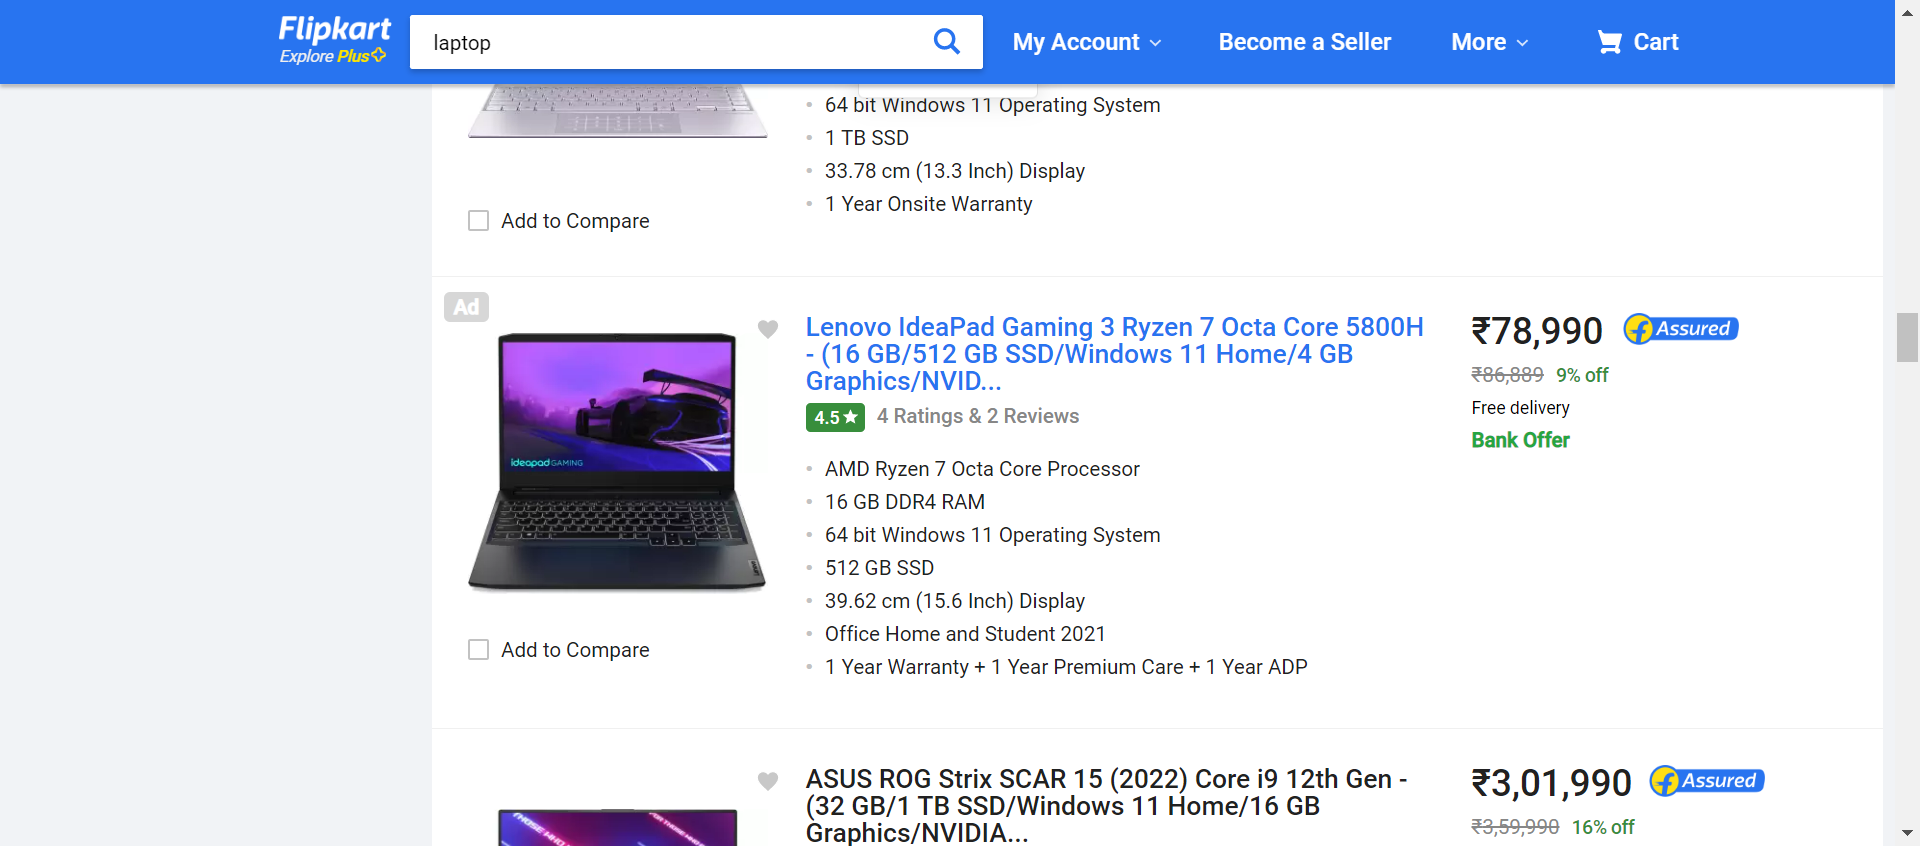 Flipkart
Explore Plus
laptop
My Account
Become a Seller
More
Cart
64 bit Windows 11 Operating System
1 TB SSD
33.78 cm (13.3 Inch) Display
1 Year Onsite Warranty
Add to Compare
Ad
Lenovo IdeaPad Gaming 3 Ryzen 7 Octa Core 5800H
- (16 GB/512 GB SSD/Windows 11 Home/4 GB
Graphics/NVID...
4.5★ 4 Ratings & 2 Reviews
AMD Ryzen 7 Octa Core Processor
16 GB DDR4 RAM
64 bit Windows 11 Operating System
512 GB SSD
39.62 cm (15.6 Inch) Display
Office Home and Student 2021
1 Year Warranty + 1 Year Premium Care + 1 Year ADP
₹78,990 Assured
₹86,889 9% off
Free delivery
Bank Offer
ideapad GAMING
Lenovo
Add to Compare
ASUS ROG Strix SCAR 15 (2022) Core i9 12th Gen -
(32 GB/1 TB SSD/Windows 11 Home/16 GB
Graphics/NVIDIA...
₹3,01,990 Assured
₹3,59,990 16% off